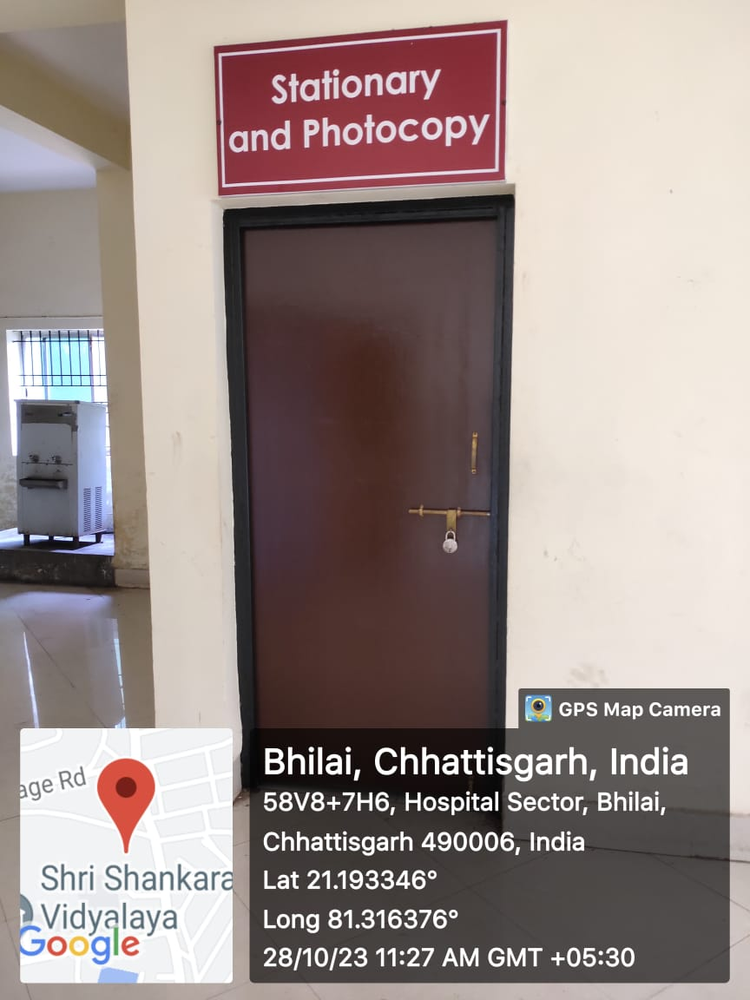 Stationary
and Photocopy
GPS Map Camera
Bhilai, Chhattisgarh, India
58V8+7H6, Hospital Sector, Bhilai,
Chhattisgarh 490006, India
Lat 21.193346°
Long 81.316376°
28/10/23 11:27 AM GMT +05:30
age Rd
Shri Shankara
Vidyalaya
Google